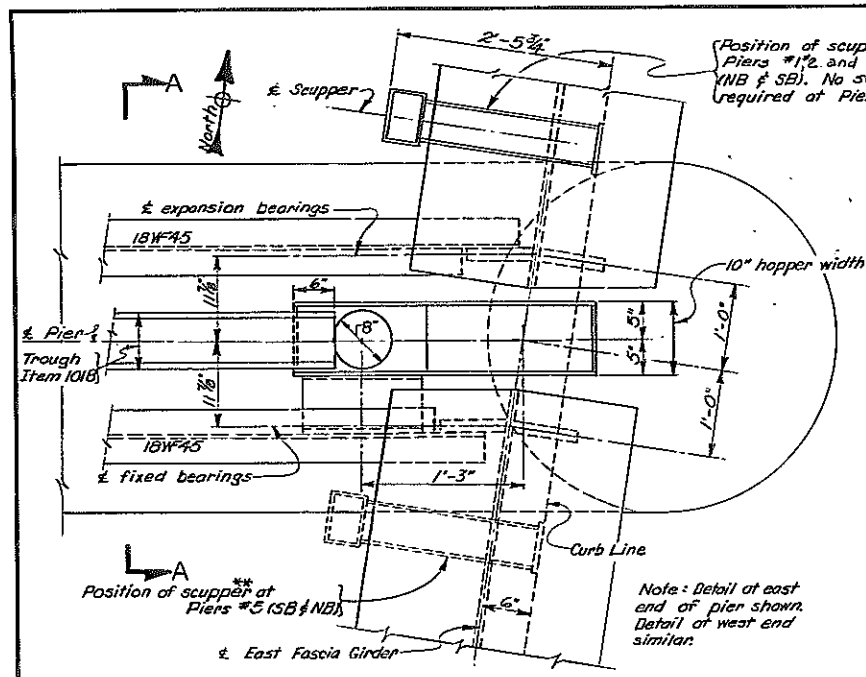 2'-5¾"
Position of scup
Piers #1,2 and
(NB & SB). No s
required at Pie
A
North
℄ Scupper
℄ expansion bearings
18WF45
10" hopper width
11⅞"
6"
8"
5"
1'-0"
℄ Pier
Trough
Item 1018
5"
11⅞"
1'-0"
18WF45
℄ fixed bearings
1'-3"
Curb Line
A
Position of scupper** at
Piers #5 (SB & NB)
6"
Note: Detail at east
end of pier shown.
Detail at west end
similar.
℄ East Fascia Girder